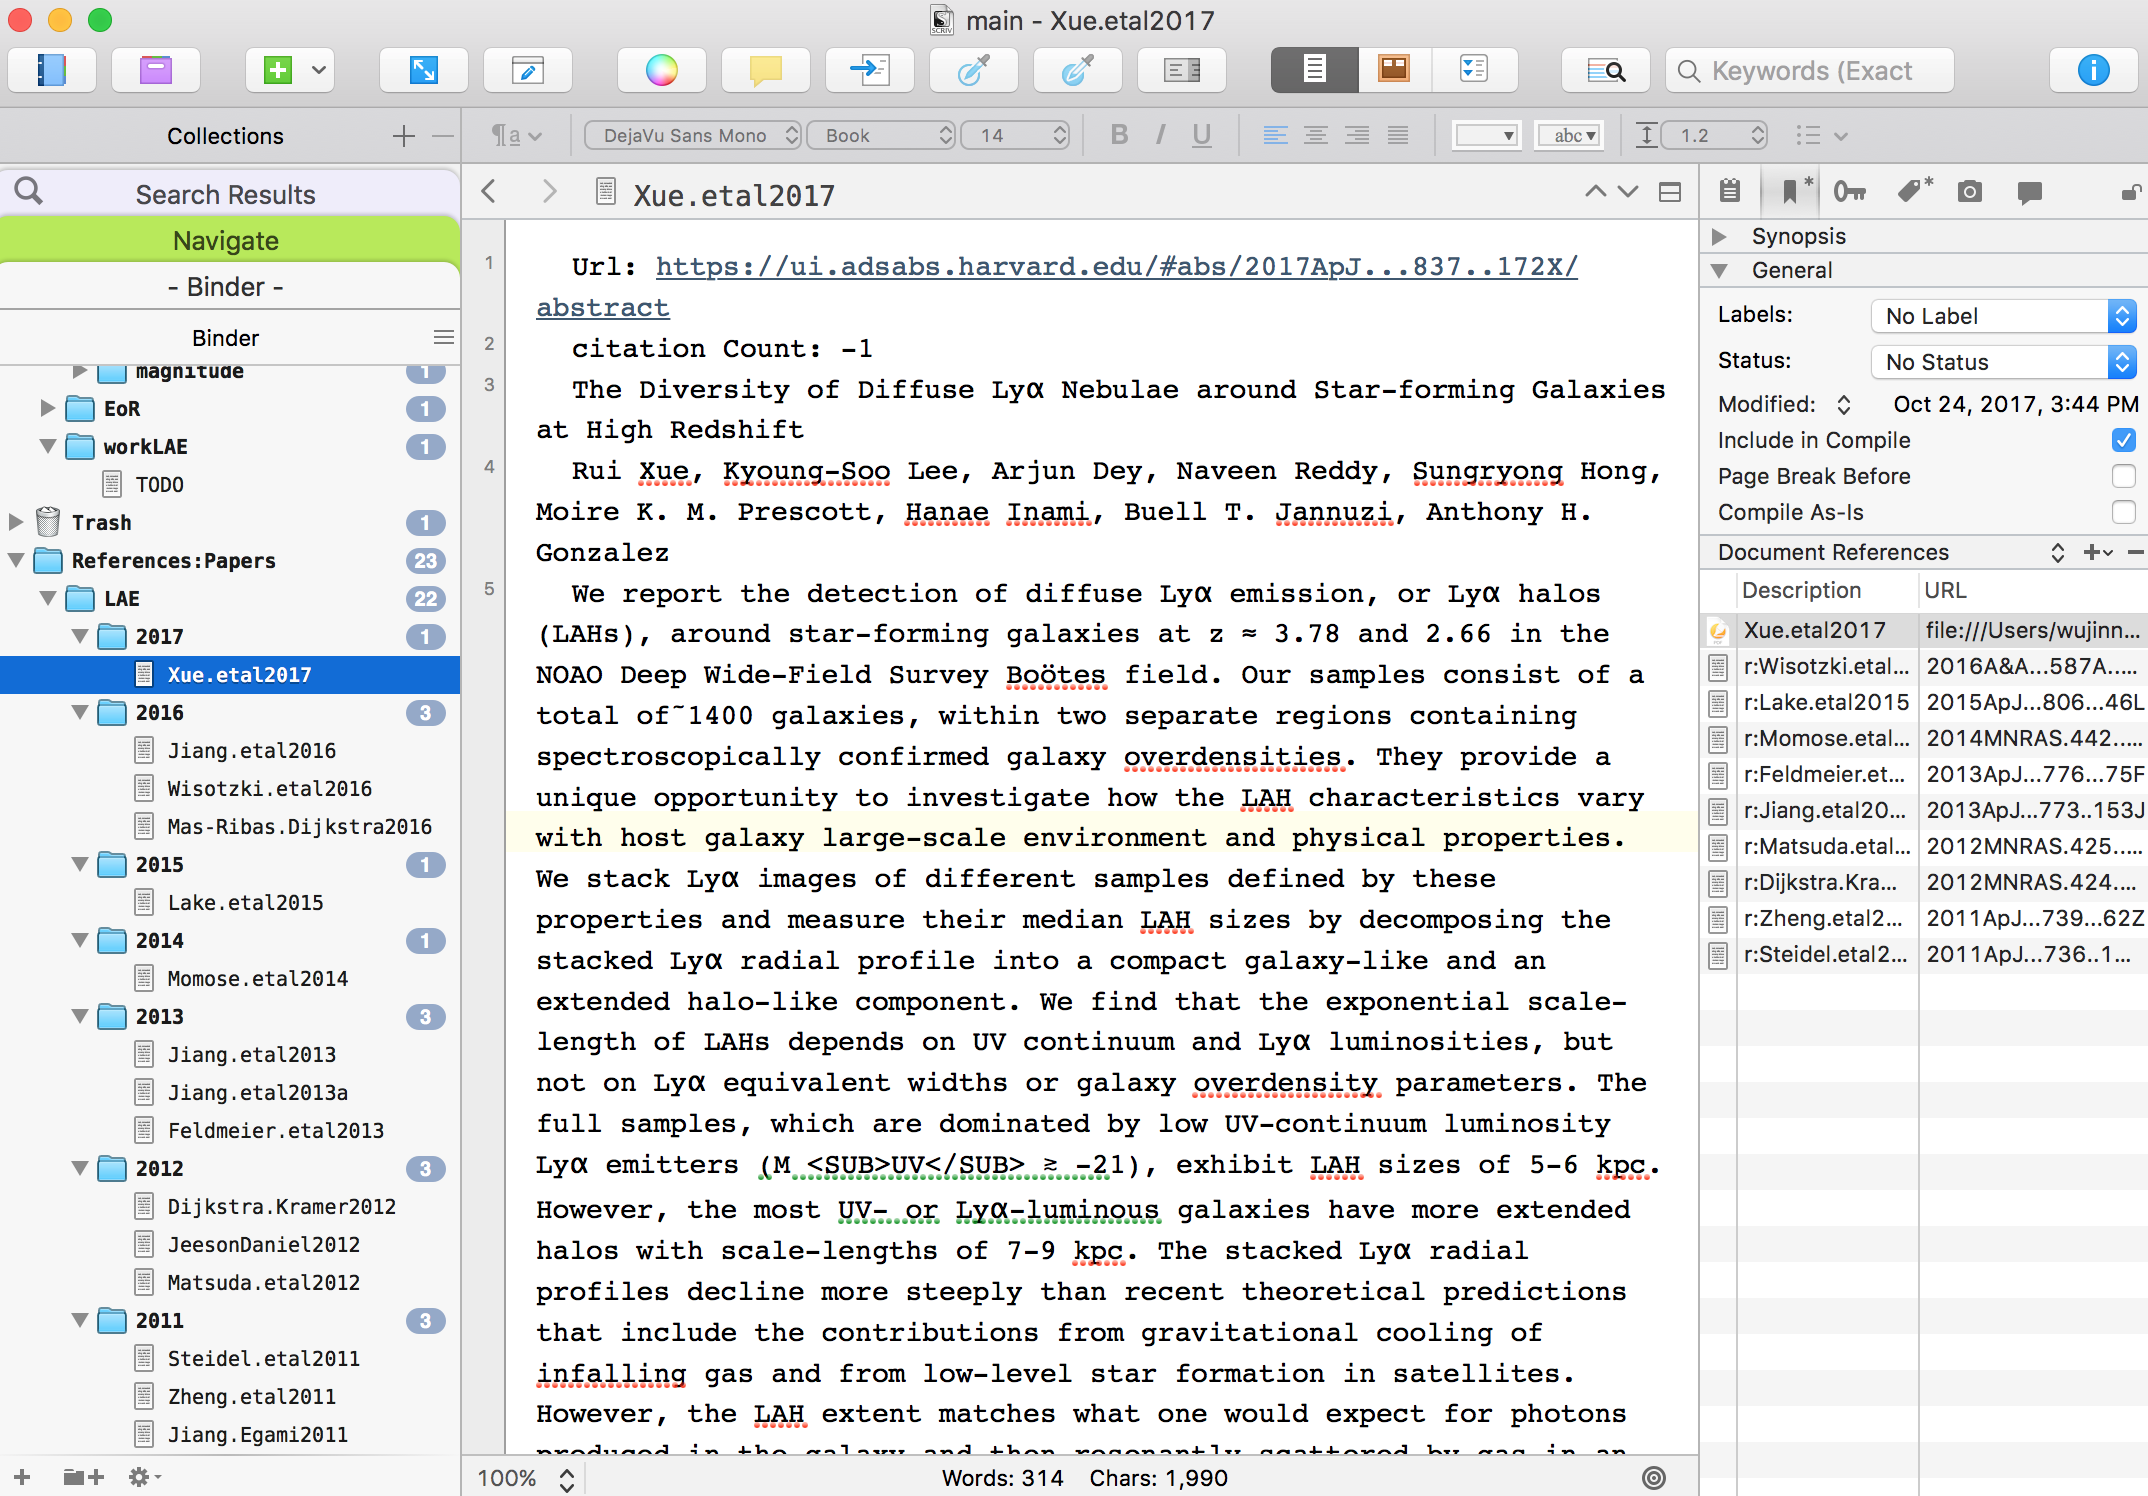 main - Xue.etal2017
Keywords (Exact
Collections
DejaVu Sans Mono
Book
14
B I U
abc
1.2
Search Results
Navigate
- Binder -
Binder
magnitude 1
EoR 1
workLAE 1
TODO
Trash 1
References:Papers 23
LAE 22
2017 1
Xue.etal2017
2016 3
Jiang.etal2016
Wisotzki.etal2016
Mas-Ribas.Dijkstra2016
2015 1
Lake.etal2015
2014 1
Momose.etal2014
2013 3
Jiang.etal2013
Jiang.etal2013a
Feldmeier.etal2013
2012 3
Dijkstra.Kramer2012
JeesonDaniel2012
Matsuda.etal2012
2011 3
Steidel.etal2011
Zheng.etal2011
Jiang.Egami2011
Xue.etal2017
1 Url: https://ui.adsabs.harvard.edu/#abs/2017ApJ...837..172X/
abstract
2 citation Count: -1
3 The Diversity of Diffuse Lyα Nebulae around Star-forming Galaxies
at High Redshift
4 Rui Xue, Kyoung-Soo Lee, Arjun Dey, Naveen Reddy, Sungryong Hong,
Moire K. M. Prescott, Hanae Inami, Buell T. Jannuzi, Anthony H.
Gonzalez
5 We report the detection of diffuse Lyα emission, or Lyα halos
(LAHs), around star-forming galaxies at z ≈ 3.78 and 2.66 in the
NOAO Deep Wide-Field Survey Boötes field. Our samples consist of a
total of˜1400 galaxies, within two separate regions containing
spectroscopically confirmed galaxy overdensities. They provide a
unique opportunity to investigate how the LAH characteristics vary
with host galaxy large-scale environment and physical properties.
We stack Lyα images of different samples defined by these
properties and measure their median LAH sizes by decomposing the
stacked Lyα radial profile into a compact galaxy-like and an
extended halo-like component. We find that the exponential scale-
length of LAHs depends on UV continuum and Lyα luminosities, but
not on Lyα equivalent widths or galaxy overdensity parameters. The
full samples, which are dominated by low UV-continuum luminosity
Lyα emitters (M <SUB>UV</SUB> ≳ -21), exhibit LAH sizes of 5-6 kpc.
However, the most UV- or Lyα-luminous galaxies have more extended
halos with scale-lengths of 7-9 kpc. The stacked Lyα radial
profiles decline more steeply than recent theoretical predictions
that include the contributions from gravitational cooling of
infalling gas and from low-level star formation in satellites.
However, the LAH extent matches what one would expect for photons
produced in the galaxy and then resonantly scattered by gas in an
100%
Words: 314 Chars: 1,990
Synopsis
General
Labels: No Label
Status: No Status
Modified: Oct 24, 2017, 3:44 PM
Include in Compile
Page Break Before
Compile As-Is
Document References
Description URL
Xue.etal2017 file:///Users/wujinn...
r:Wisotzki.etal... 2016A&A...587A.....
r:Lake.etal2015 2015ApJ...806...46L
r:Momose.etal... 2014MNRAS.442.....
r:Feldmeier.et... 2013ApJ...776...75F
r:Jiang.etal20... 2013ApJ...773..153J
r:Matsuda.etal... 2012MNRAS.425.....
r:Dijkstra.Kra... 2012MNRAS.424....
r:Zheng.etal2... 2011ApJ...739...62Z
r:Steidel.etal2... 2011ApJ...736..1...